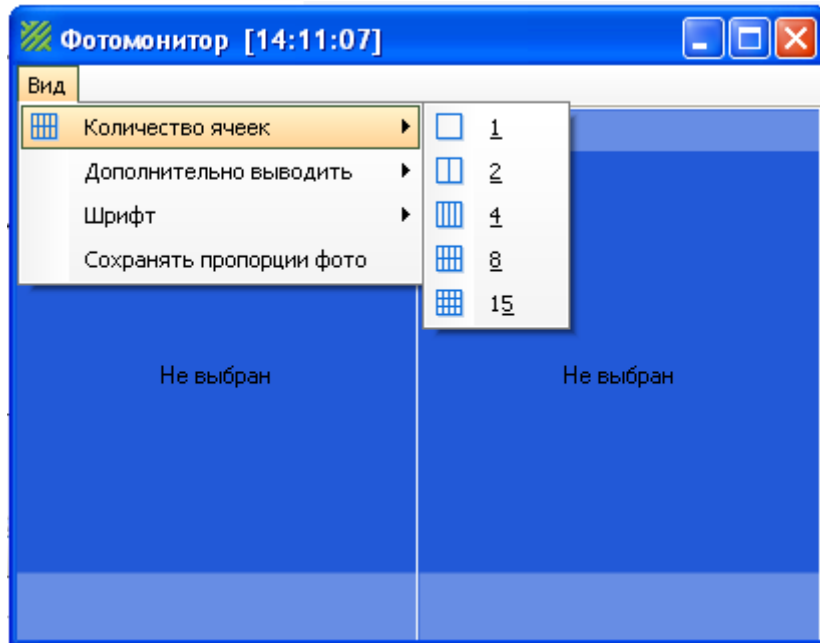 Фотомонитор [14:11:07]
Вид
Количество ячеек
Дополнительно выводить
Шрифт
Сохранять пропорции фото
1
2
4
8
15
Не выбран
Не выбран